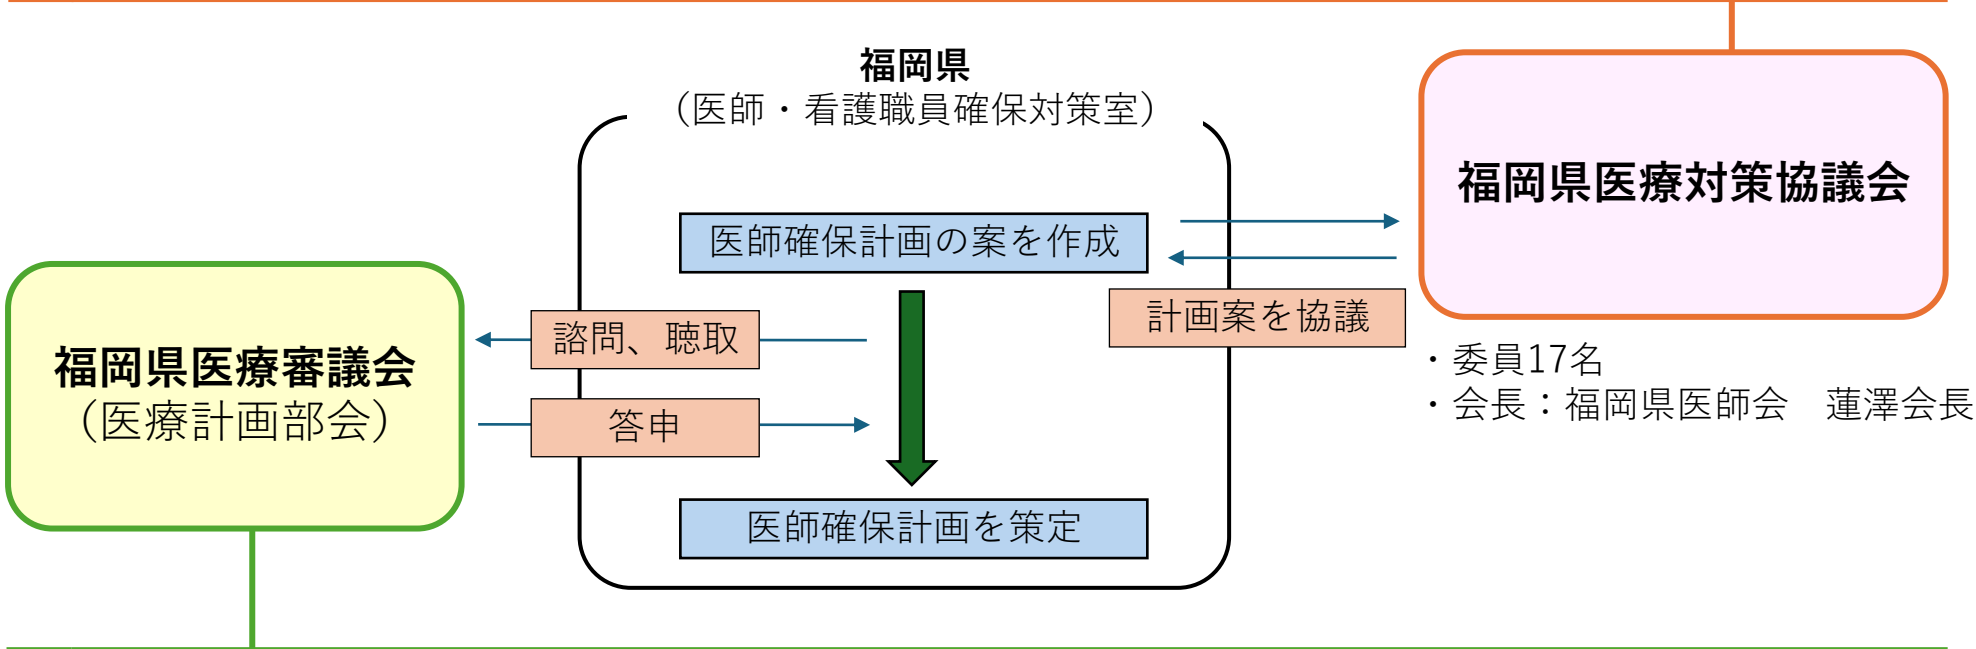 福岡県
（医師・看護職員確保対策室）
福岡県医療対策協議会
医師確保計画の案を作成
計画案を協議
諮問、聴取
福岡県医療審議会
（医療計画部会）
答申
・委員17名
・会長：福岡県医師会　蓮澤会長
医師確保計画を策定